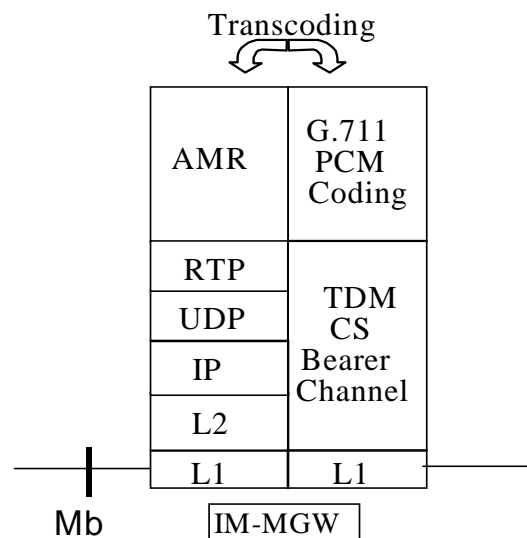 Transcoding
AMR
G.711
PCM
Coding
RTP
UDP
IP
L2
TDM
CS
Bearer
Channel
L1
L1
Mb
IM-MGW